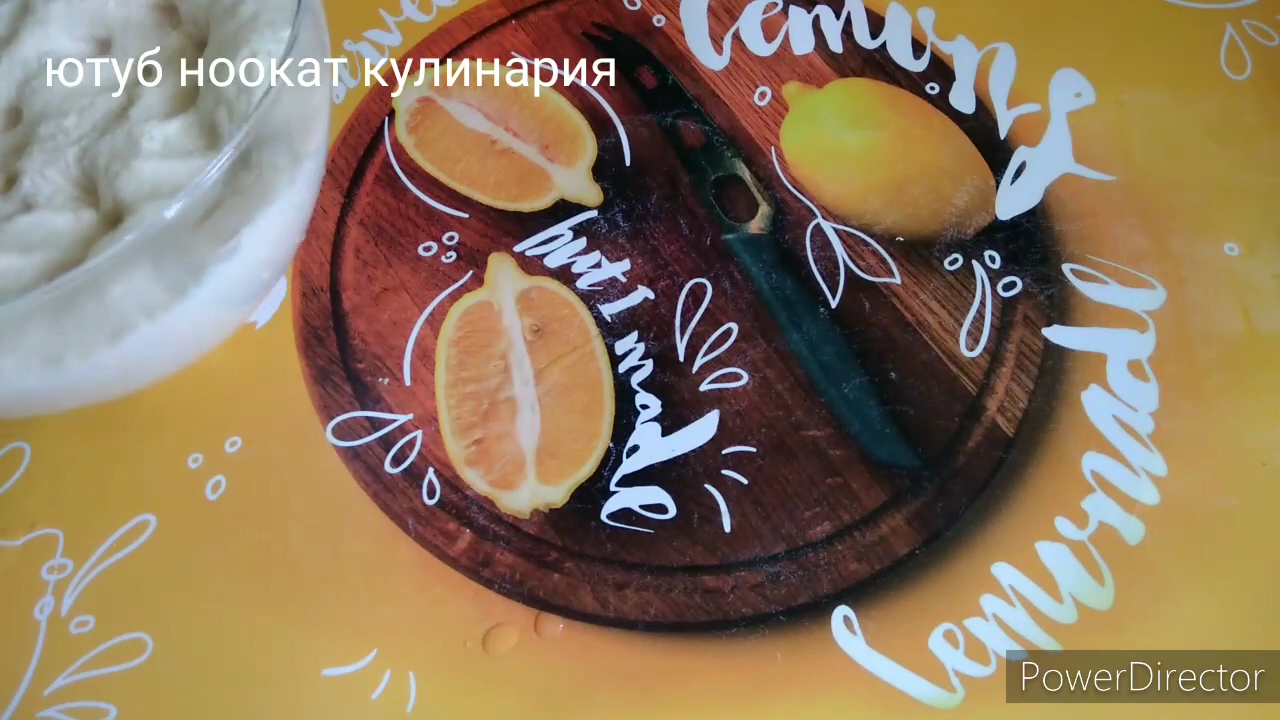 ютуб ноокат кулинария
lemons
but I made
lemonade
PowerDirector